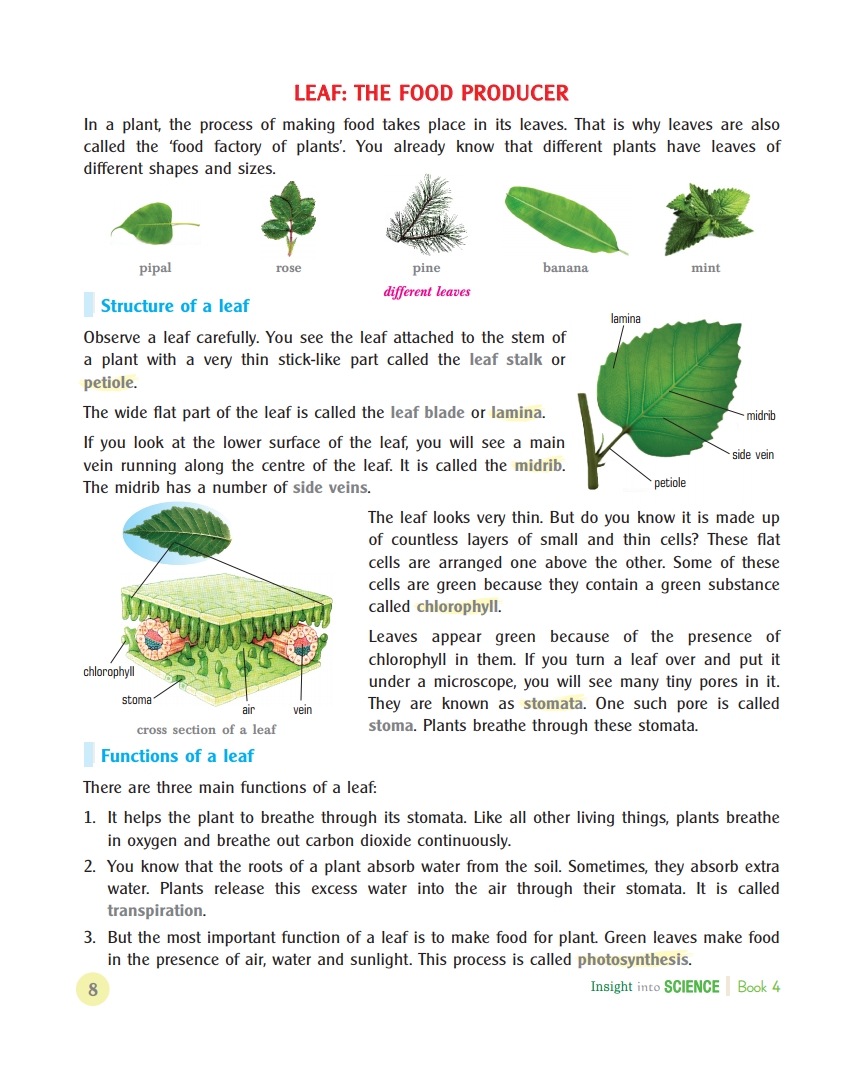 LEAF: THE FOOD PRODUCER
In a plant, the process of making food takes place in its leaves. That is why leaves are also
called the ‘food factory of plants’. You already know that different plants have leaves of
different shapes and sizes.
pipal
rose
pine
banana
mint
different leaves
Structure of a leaf
Observe a leaf carefully. You see the leaf attached to the stem of
a plant with a very thin stick-like part called the leaf stalk or
petiole.
The wide flat part of the leaf is called the leaf blade or lamina.
If you look at the lower surface of the leaf, you will see a main
vein running along the centre of the leaf. It is called the midrib.
The midrib has a number of side veins.
lamina
midrib
side vein
petiole
The leaf looks very thin. But do you know it is made up
of countless layers of small and thin cells? These flat
cells are arranged one above the other. Some of these
cells are green because they contain a green substance
called chlorophyll.
Leaves appear green because of the presence of
chlorophyll in them. If you turn a leaf over and put it
under a microscope, you will see many tiny pores in it.
They are known as stomata. One such pore is called
stoma. Plants breathe through these stomata.
chlorophyll
stoma
air
vein
cross section of a leaf
Functions of a leaf
There are three main functions of a leaf:
1. It helps the plant to breathe through its stomata. Like all other living things, plants breathe
in oxygen and breathe out carbon dioxide continuously.
2. You know that the roots of a plant absorb water from the soil. Sometimes, they absorb extra
water. Plants release this excess water into the air through their stomata. It is called
transpiration.
3. But the most important function of a leaf is to make food for plant. Green leaves make food
in the presence of air, water and sunlight. This process is called photosynthesis.
8
Insight into SCIENCE Book 4